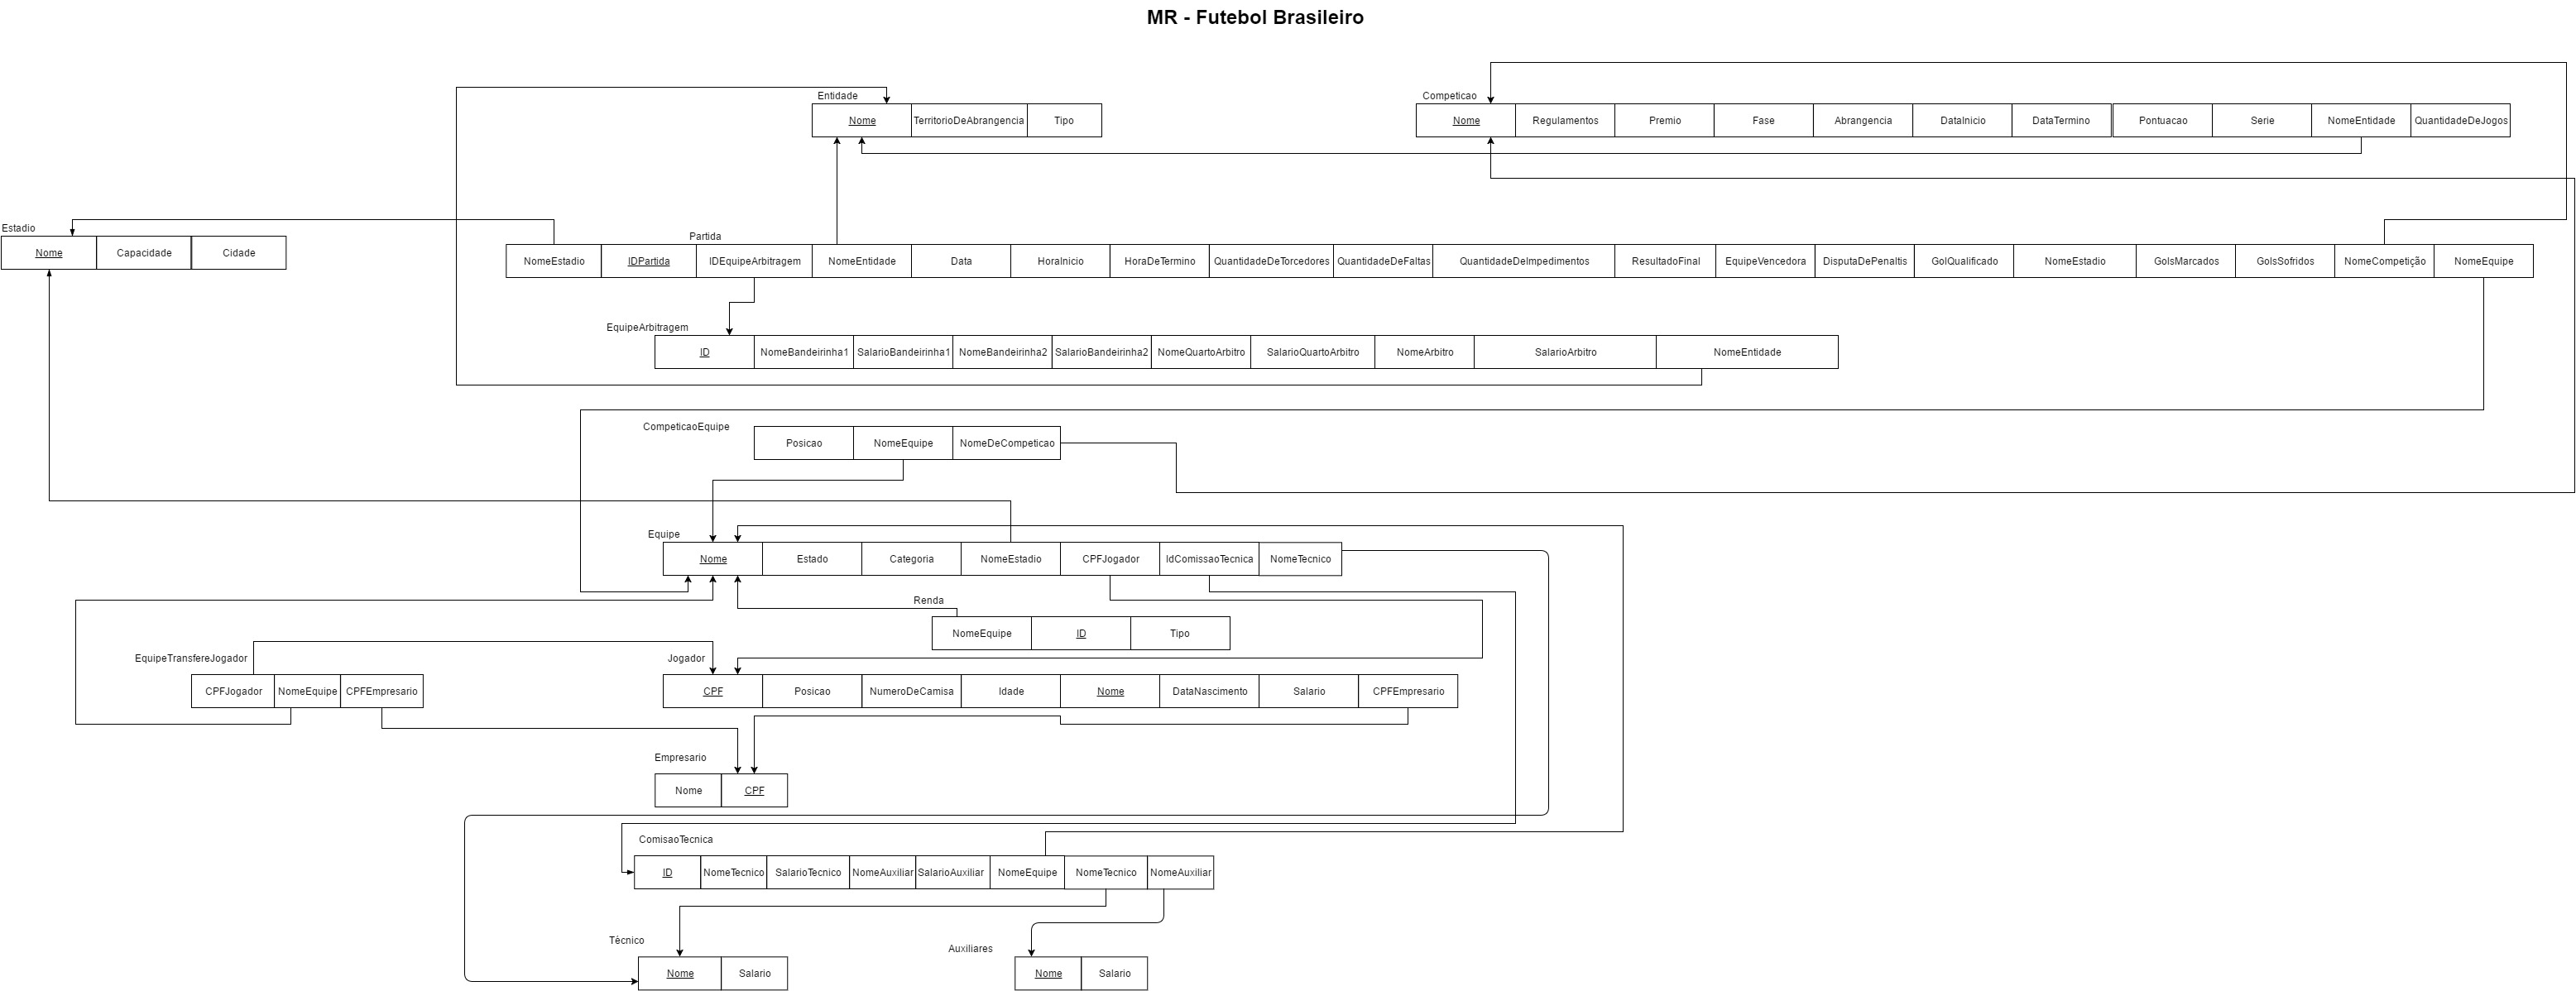 MR - Futebol Brasileiro
Entidade
Nome TerritorioDeAbrangencia Tipo
Competicao
Nome Regulamentos Premio Fase Abrangencia DataInicio DataTermino Pontuacao Serie NomeEntidade QuantidadeDeJogos
Estadio
Nome Capacidade Cidade
Partida
NomeEstadio IDPartida IDEquipeArbitragem NomeEntidade Data HoraInicio HoraDeTermino QuantidadeDeTorcedores QuantidadeDeFaltas QuantidadeDeImpedimentos ResultadoFinal EquipeVencedora DisputaDePenaltis GolQualificado NomeEstadio GolsMarcados GolsSofridos NomeCompetição NomeEquipe
EquipeArbitragem
ID NomeBandeirinha1 SalarioBandeirinha1 NomeBandeirinha2 SalarioBandeirinha2 NomeQuartoArbitro SalarioQuartoArbitro NomeArbitro SalarioArbitro NomeEntidade
CompeticaoEquipe
Posicao NomeEquipe NomeDeCompeticao
Equipe
Nome Estado Categoria NomeEstadio CPFJogador IdComissaoTecnica NomeTecnico
Renda
NomeEquipe ID Tipo
EquipeTransfereJogador
CPFJogador NomeEquipe CPFEmpresario
Jogador
CPF Posicao NumeroDeCamisa Idade Nome DataNascimento Salario CPFEmpresario
Empresario
Nome CPF
ComisaoTecnica
ID NomeTecnico SalarioTecnico NomeAuxiliar SalarioAuxiliar NomeEquipe NomeTecnico NomeAuxiliar
Técnico
Nome Salario
Auxiliares
Nome Salario